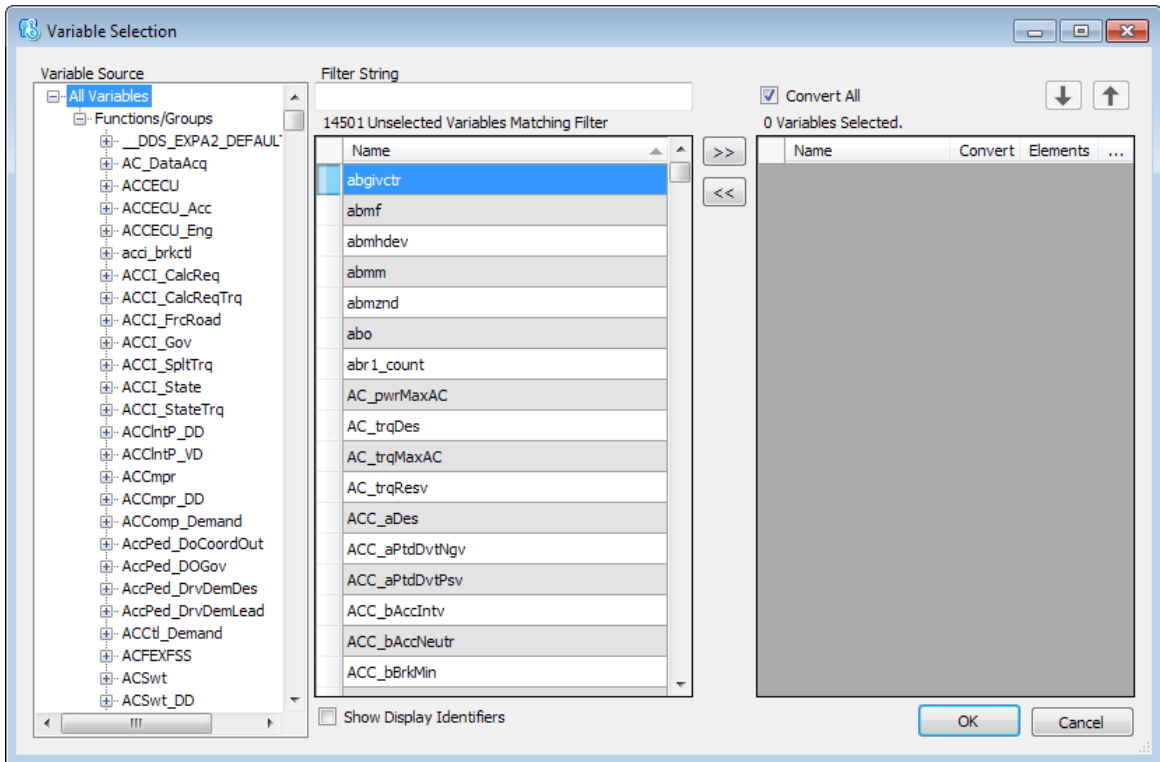 Variable Selection
Variable Source
All Variables
Functions/Groups
__DDS_EXPA2_DEFAUL
AC_DataAcq
ACCECU
ACCECU_Acc
ACCECU_Eng
acci_brkctl
ACCI_CalcReq
ACCI_CalcReqTrq
ACCI_FrcRoad
ACCI_Gov
ACCI_SpltTrq
ACCI_State
ACCI_StateTrq
ACClntP_DD
ACClntP_VD
ACCmpr
ACCmpr_DD
ACComp_Demand
AccPed_DoCoordOut
AccPed_DOGov
AccPed_DrvDemDes
AccPed_DrvDemLead
ACCtl_Demand
ACFEXFSS
ACSwt
ACSwt_DD
Filter String
14501 Unselected Variables Matching Filter
Name
abgivctr
abmf
abmhdev
abmm
abmznd
abo
abr1_count
AC_pwrMaxAC
AC_trqDes
AC_trqMaxAC
AC_trqResv
ACC_aDes
ACC_aPtdDvtNgv
ACC_aPtdDvtPsv
ACC_bAccIntv
ACC_bAccNeutr
ACC_bBrkMin
Show Display Identifiers
>>
<<
Convert All
0 Variables Selected.
Name Convert Elements ...
OK Cancel